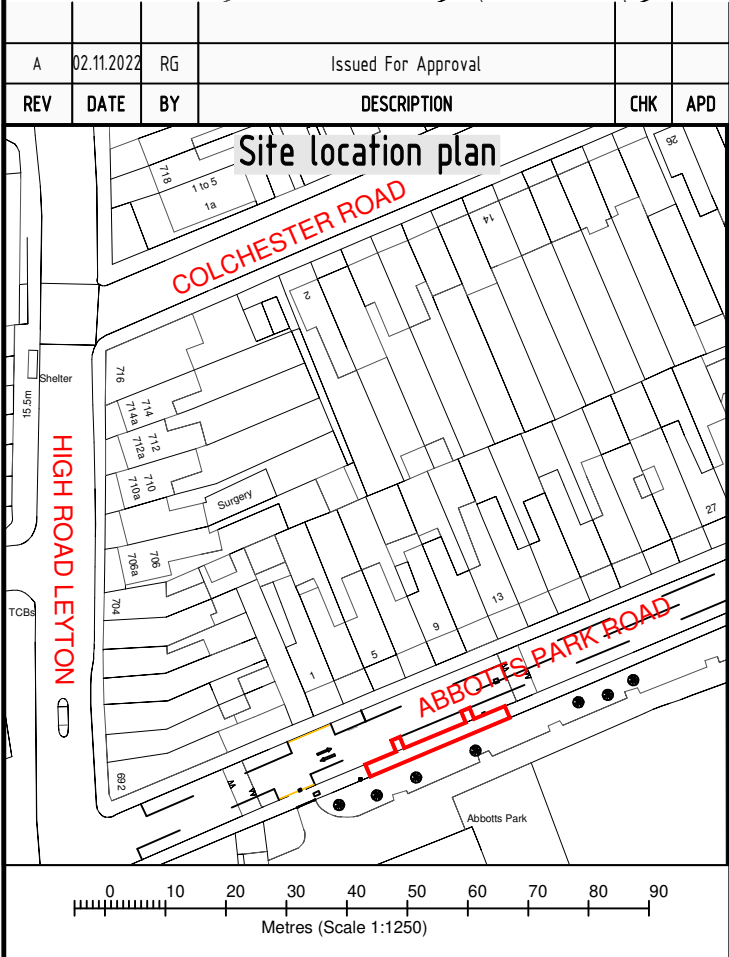 A 02.11.2022 RG Issued For Approval
REV DATE BY DESCRIPTION CHK APD
Site location plan
718
1 to 5
1a
26
COLCHESTER ROAD
14
2
716
Shelter
15.5m
714
714a
712
712a
HIGH ROAD LEYTON
710
710a
Surgery
27
706
706a
704
TCBs
13
9
5
1
ABBOTTS PARK ROAD
692
Abbotts Park
0 10 20 30 40 50 60 70 80 90
Metres (Scale 1:1250)